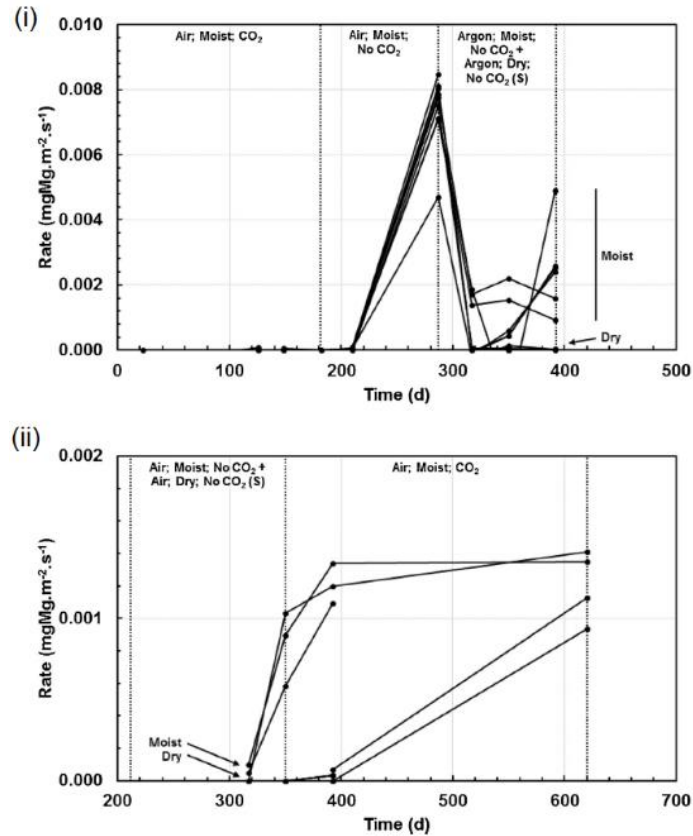 (i)
Air; Moist; CO₂
Air; Moist;
No CO₂
Argon; Moist;
No CO₂ +
Argon; Dry;
No CO₂ (S)
0.010
0.008
0.006
0.004
0.002
0.000
Rate (mgMg.m⁻².s⁻¹)
Moist
Dry
0
100
200
300
400
500
Time (d)
(ii)
Air; Moist; No CO₂ +
Air; Dry; No CO₂ (S)
Air; Moist; CO₂
0.002
0.001
0.000
Rate (mgMg.m⁻².s⁻¹)
Moist
Dry
200
300
400
500
600
700
Time (d)